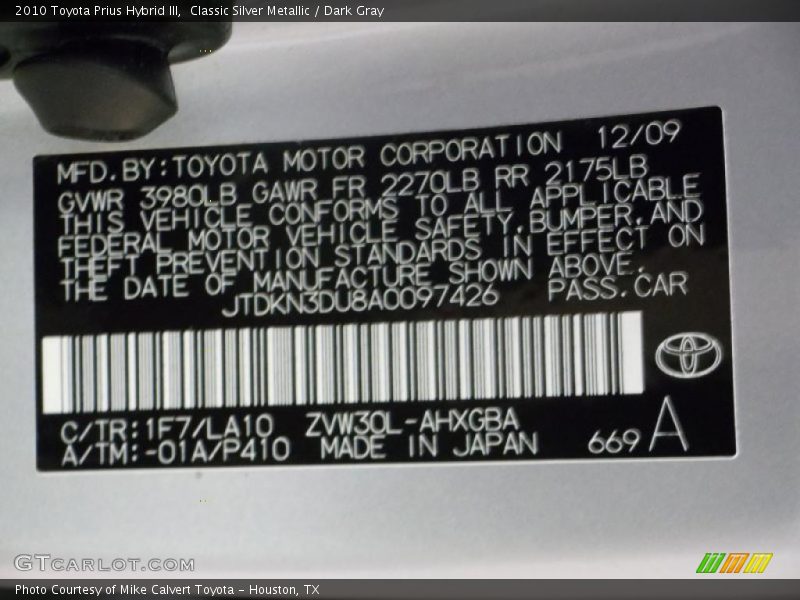 2010 Toyota Prius Hybrid III,  Classic Silver Metallic / Dark Gray
MFD.BY:TOYOTA MOTOR CORPORATION 12/09
GVWR 3980LB GAWR FR 2270LB RR 2175LB
THIS VEHICLE CONFORMS TO ALL APPLICABLE
FEDERAL MOTOR VEHICLE SAFETY,BUMPER,AND
THEFT PREVENTION STANDARDS IN EFFECT ON
THE DATE OF MANUFACTURE SHOWN ABOVE.
JTDKN3DU8A0097426 PASS.CAR
C/TR:1F7/LA10 ZVW30L-AHXGBA
A/TM:-01A/P410 MADE IN JAPAN 669 A
GTCARLOT.COM
Photo Courtesy of Mike Calvert Toyota - Houston, TX